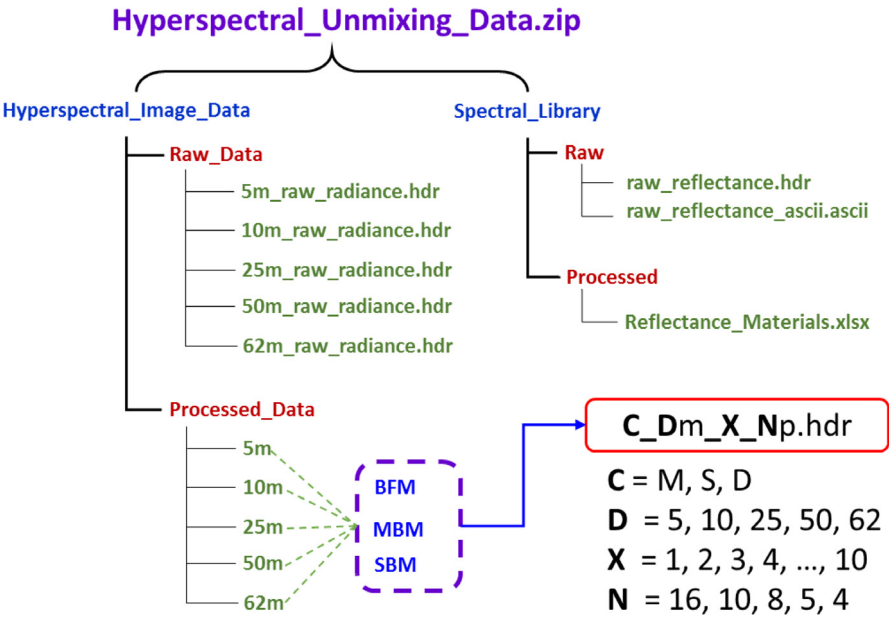 Hyperspectral_Unmixing_Data.zip
Hyperspectral_Image_Data
Raw_Data
5m_raw_radiance.hdr
10m_raw_radiance.hdr
25m_raw_radiance.hdr
50m_raw_radiance.hdr
62m_raw_radiance.hdr
Processed_Data
5m
10m
25m
50m
62m
BFM
MBM
SBM
Spectral_Library
Raw
raw_reflectance.hdr
raw_reflectance_ascii.ascii
Processed
Reflectance_Materials.xlsx
C_Dm_X_Np.hdr
C = M, S, D
D = 5, 10, 25, 50, 62
X = 1, 2, 3, 4, ..., 10
N = 16, 10, 8, 5, 4